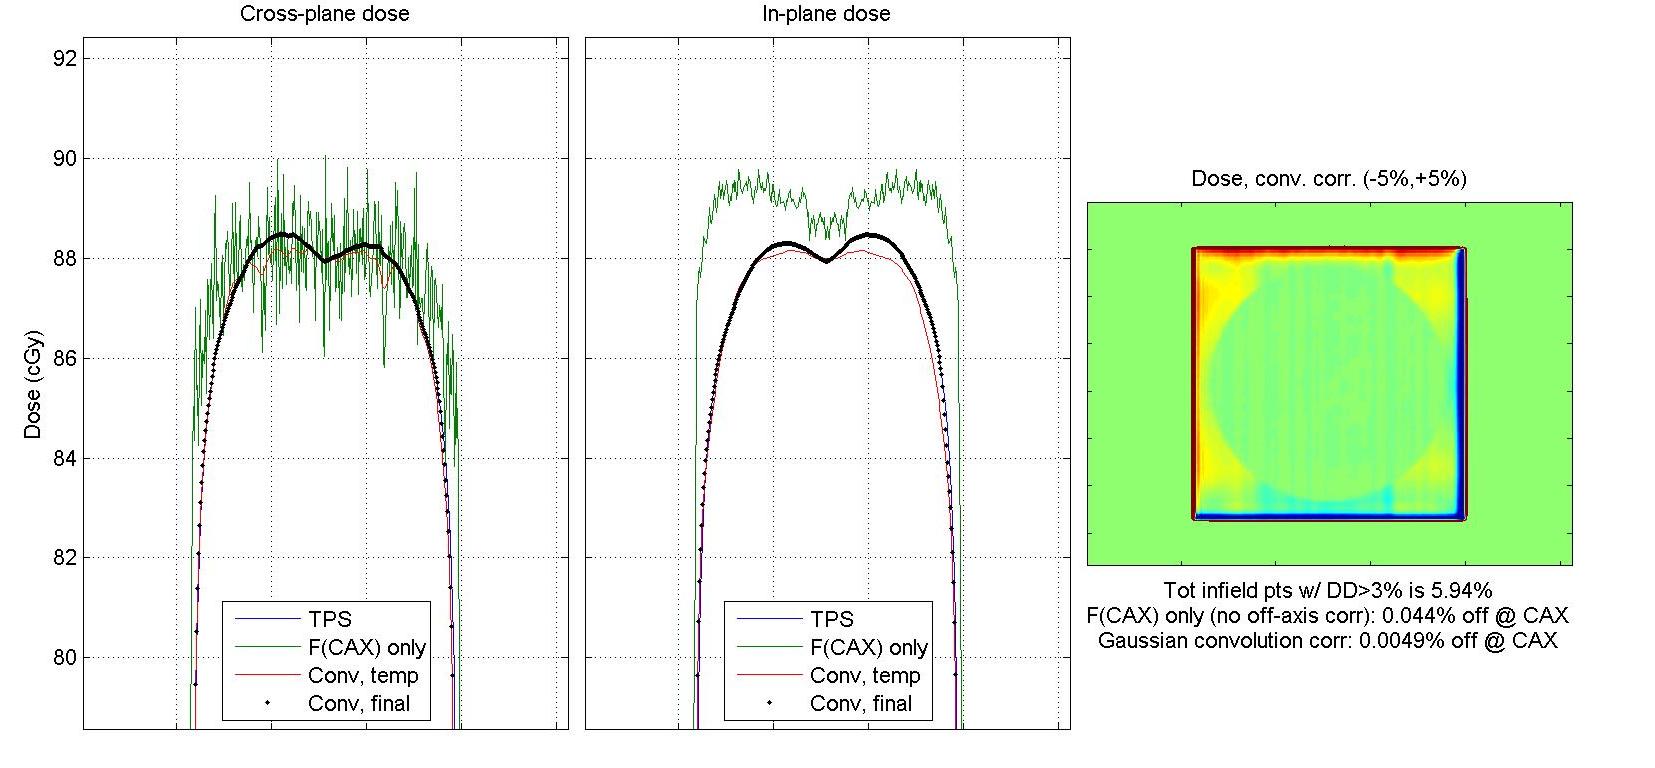 Cross-plane dose
In-plane dose
92
90
88
86
84
82
80
Dose (cGy)
TPS
F(CAX) only
Conv, temp
Conv, final
TPS
F(CAX) only
Conv, temp
Conv, final
Dose, conv. corr. (-5%,+5%)
Tot infield pts w/ DD>3% is 5.94%
F(CAX) only (no off-axis corr): 0.044% off @ CAX
Gaussian convolution corr: 0.0049% off @ CAX